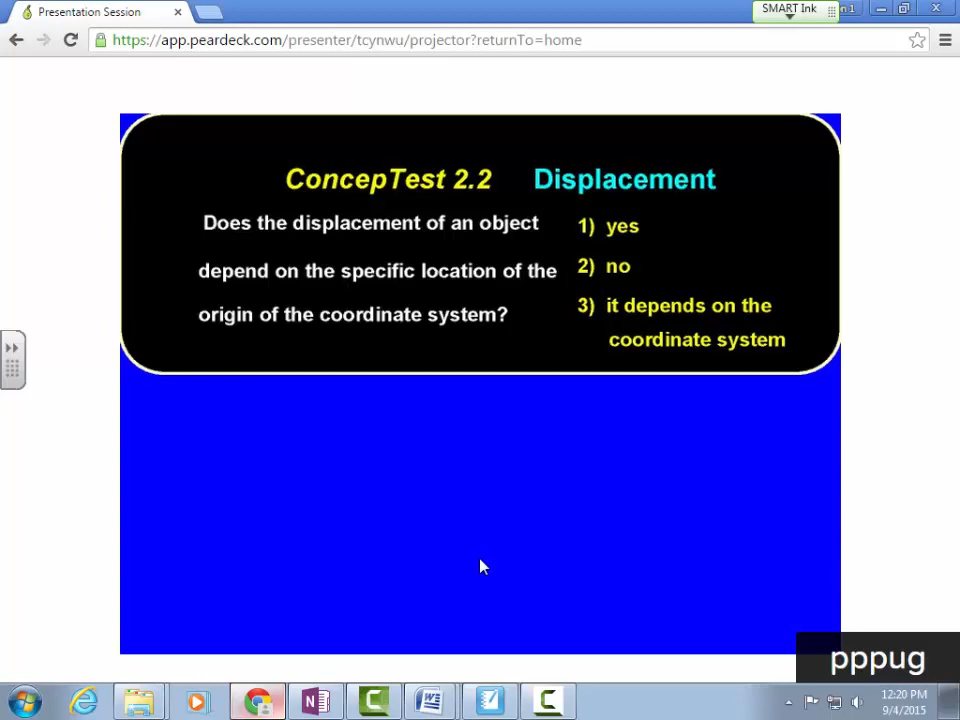 Presentation Session
SMART Ink
https://app.peardeck.com/presenter/tcynwu/projector?returnTo=home
ConcepTest 2.2 Displacement
Does the displacement of an object
depend on the specific location of the
origin of the coordinate system?
1) yes
2) no
3) it depends on the
coordinate system
pppug
12:20 PM
9/4/2015